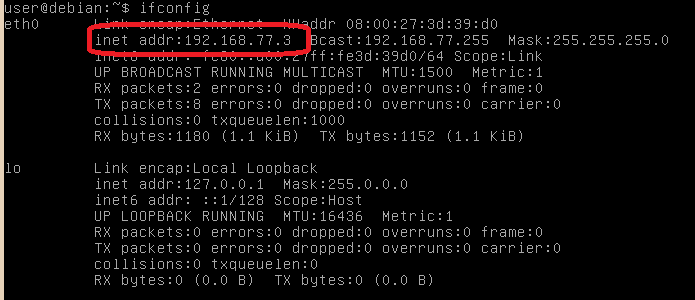 user@debian:~$ ifconfig
eth0 Link encap:Ethernet HWaddr 08:00:27:3d:39:d0
inet addr:192.168.77.3 Bcast:192.168.77.255 Mask:255.255.255.0
inet6 addr: fe80::a00:27ff:fe3d:39d0/64 Scope:Link
UP BROADCAST RUNNING MULTICAST MTU:1500 Metric:1
RX packets:2 errors:0 dropped:0 overruns:0 frame:0
TX packets:8 errors:0 dropped:0 overruns:0 carrier:0
collisions:0 txqueuelen:1000
RX bytes:1180 (1.1 KiB) TX bytes:1152 (1.1 KiB)
lo Link encap:Local Loopback
inet addr:127.0.0.1 Mask:255.0.0.0
inet6 addr: ::1/128 Scope:Host
UP LOOPBACK RUNNING MTU:16436 Metric:1
RX packets:0 errors:0 dropped:0 overruns:0 frame:0
TX packets:0 errors:0 dropped:0 overruns:0 carrier:0
collisions:0 txqueuelen:0
RX bytes:0 (0.0 B) TX bytes:0 (0.0 B)